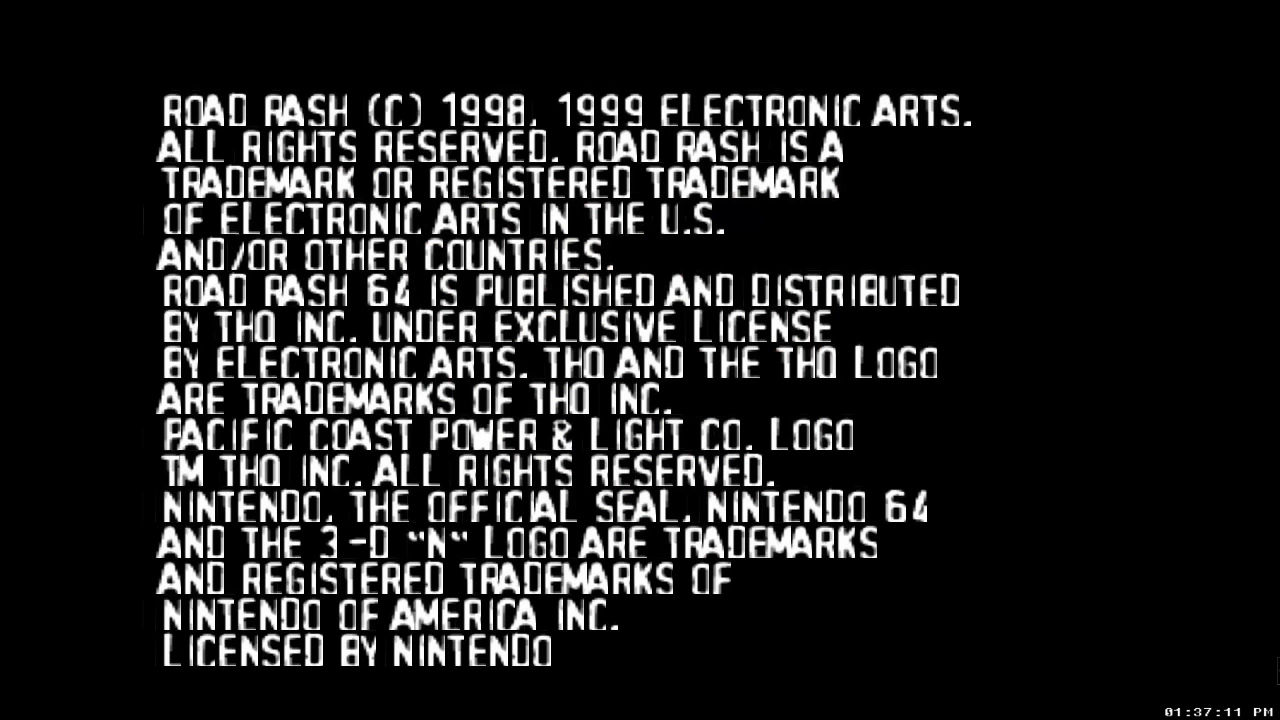 ROAD RASH (C) 1998, 1999 ELECTRONIC ARTS.
ALL RIGHTS RESERVED. ROAD RASH IS A
TRADEMARK OR REGISTERED TRADEMARK
OF ELECTRONIC ARTS IN THE U.S.
AND/OR OTHER COUNTRIES.
ROAD RASH 64 IS PUBLISHED AND DISTRIBUTED
BY THQ INC. UNDER EXCLUSIVE LICENSE
BY ELECTRONIC ARTS. THQ AND THE THQ LOGO
ARE TRADEMARKS OF THQ INC.
PACIFIC COAST POWER & LIGHT CO. LOGO
TM THQ INC. ALL RIGHTS RESERVED.
NINTENDO, THE OFFICIAL SEAL, NINTENDO 64
AND THE 3-D "N" LOGO ARE TRADEMARKS
AND REGISTERED TRADEMARKS OF
NINTENDO OF AMERICA INC.
LICENSED BY NINTENDO
01:37:11 PM